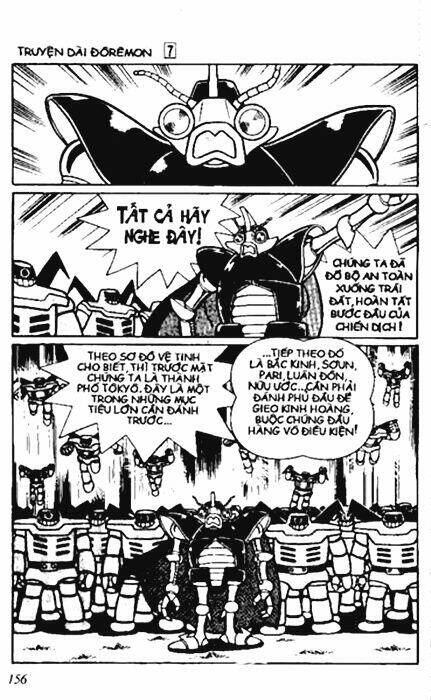 TRUYỆN DÀI ĐÔRÊMON 7
TẤT CẢ HÃY
NGHE ĐÂY!
CHÚNG TA ĐÃ
ĐỔ BỘ AN TOÀN
XUỐNG TRÁI
ĐẤT, HOÀN TẤT
BƯỚC ĐẦU CỦA
CHIẾN DỊCH!
THEO SƠ ĐỒ VỆ TINH
CHO BIẾT, THÌ TRƯỚC MẶT
CHÚNG TA LÀ THÀNH
PHỐ TÔKYÔ. ĐÂY LÀ MỘT
TRONG NHỮNG MỤC
TIÊU LỚN CẦN ĐÁNH
TRƯỚC...
...TIẾP THEO ĐÓ
LÀ BẮC KINH, SƠUN,
PARI, LUÂN ĐÔN,
NỮU ƯỚC...CẦN PHẢI
ĐÁNH PHỦ ĐẦU ĐỂ
GIEO KINH HOÀNG,
BUỘC CHÚNG ĐẦU
HÀNG VÔ ĐIỀU KIỆN!
156